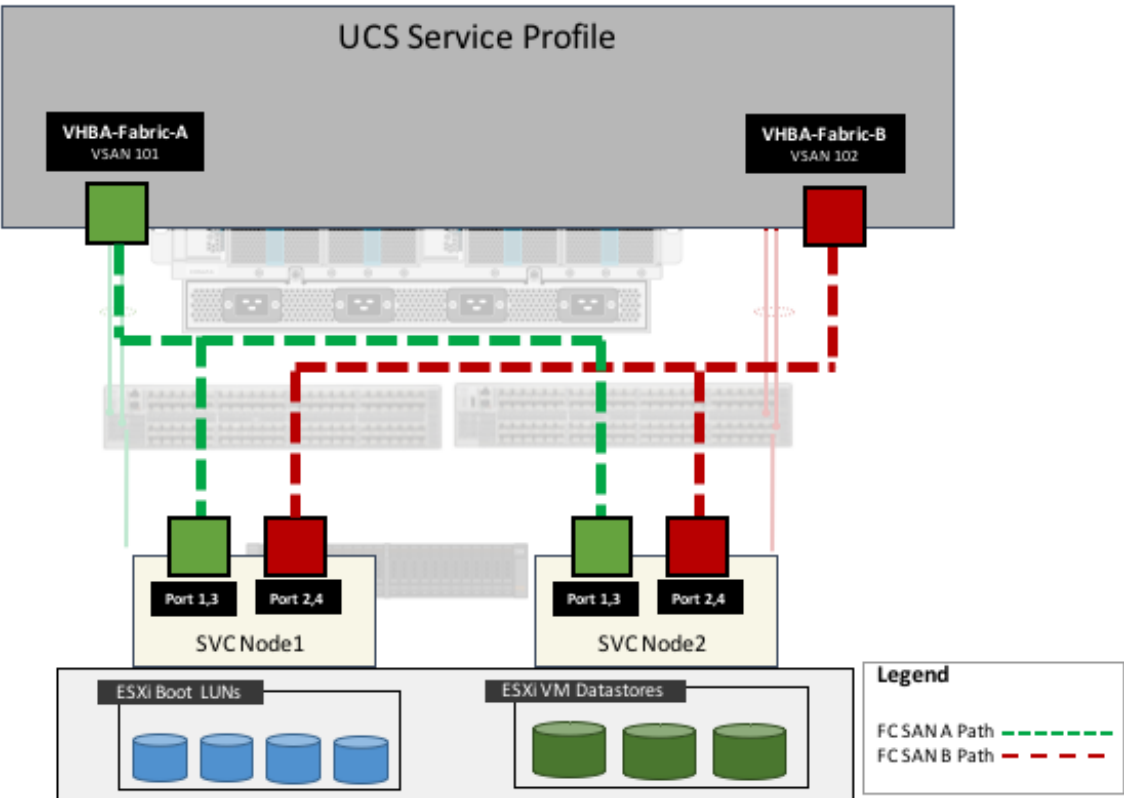 UCS Service Profile
VHBA-Fabric-A
VSAN 101
VHBA-Fabric-B
VSAN 102
Port 1,3
Port 2,4
Port 1,3
Port 2,4
SVC Node1
SVC Node2
ESXi Boot LUNs
ESXi VM Datastores
Legend
FC SAN A Path
FC SAN B Path